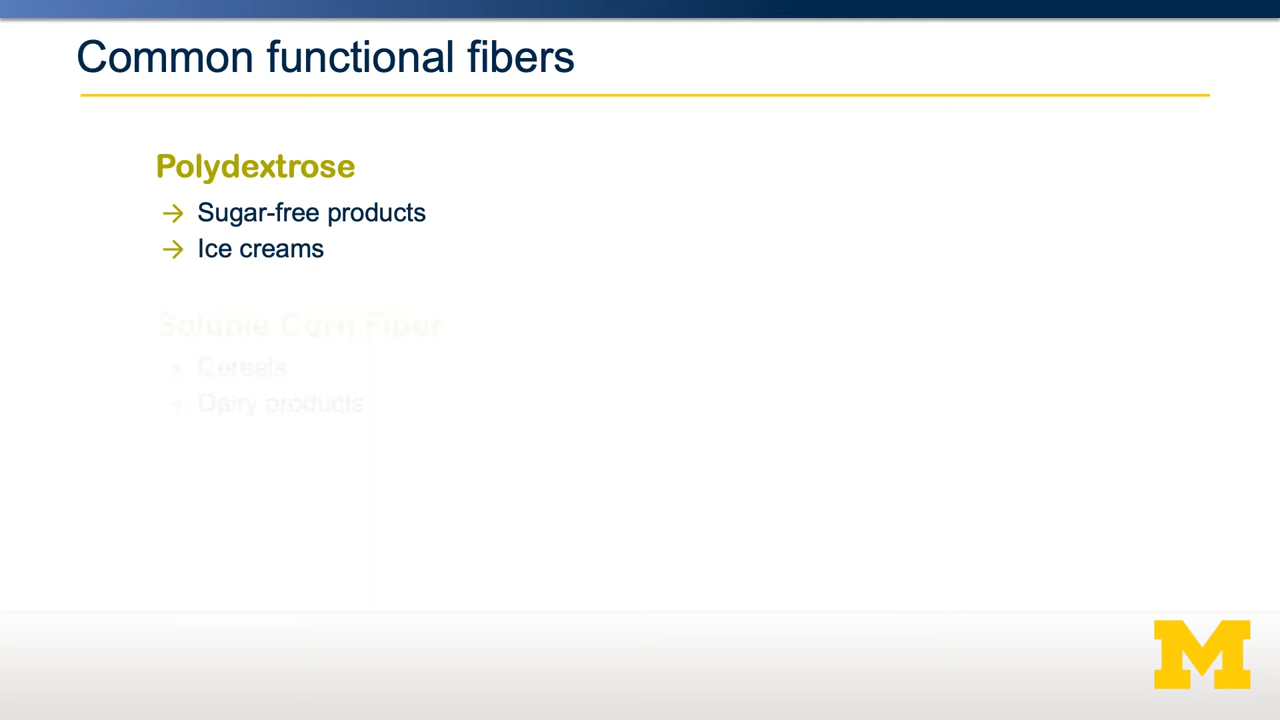 Common functional fibers
Polydextrose
→ Sugar-free products
→ Ice creams
Soluble Corn Fiber
Cereals
Dairy products
M